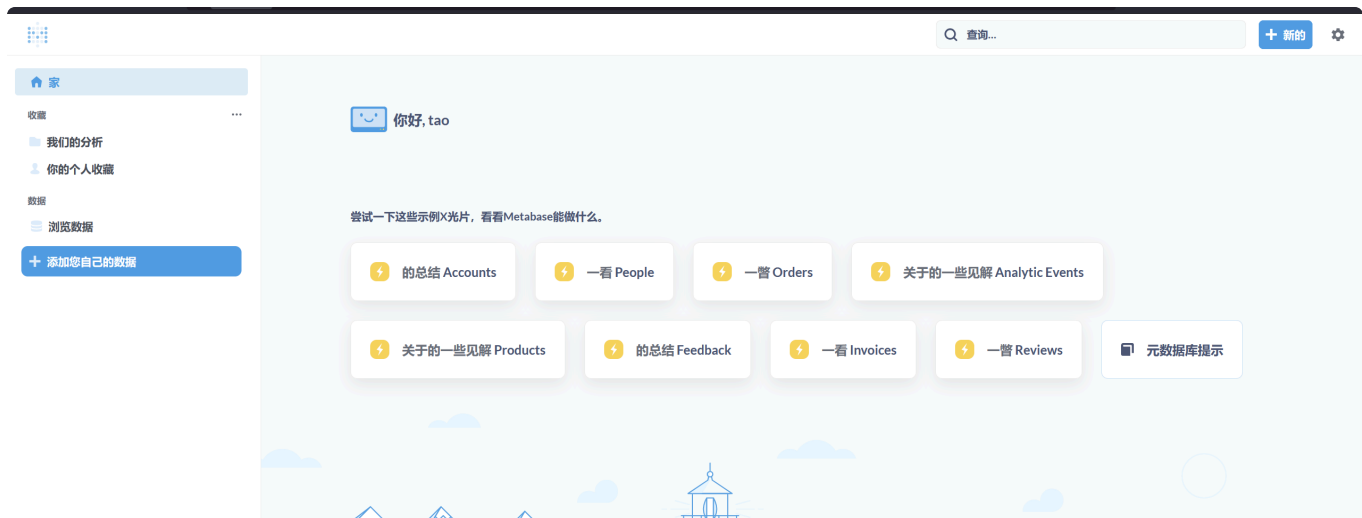 查询...
新的
家
收藏
...
我们的分析
你的个人收藏
数据
浏览数据
添加您自己的数据
你好, tao
尝试一下这些示例X光片，看看Metabase能做什么。
的总结 Accounts
一看 People
一瞥 Orders
关于的一些见解 Analytic Events
关于的一些见解 Products
的总结 Feedback
一看 Invoices
一瞥 Reviews
元数据库提示